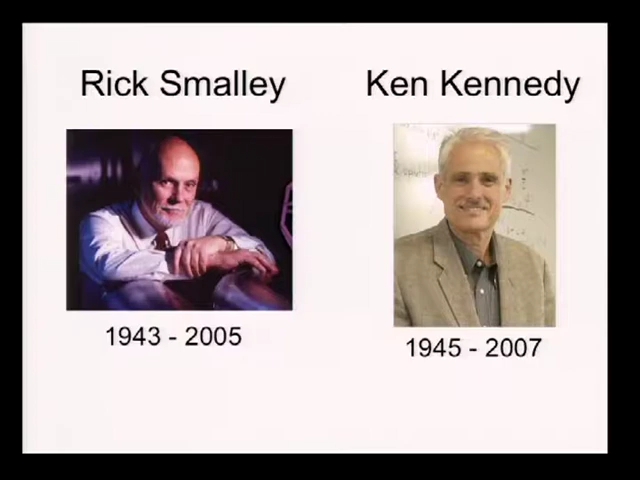 Rick Smalley
Ken Kennedy
1943 - 2005
1945 - 2007